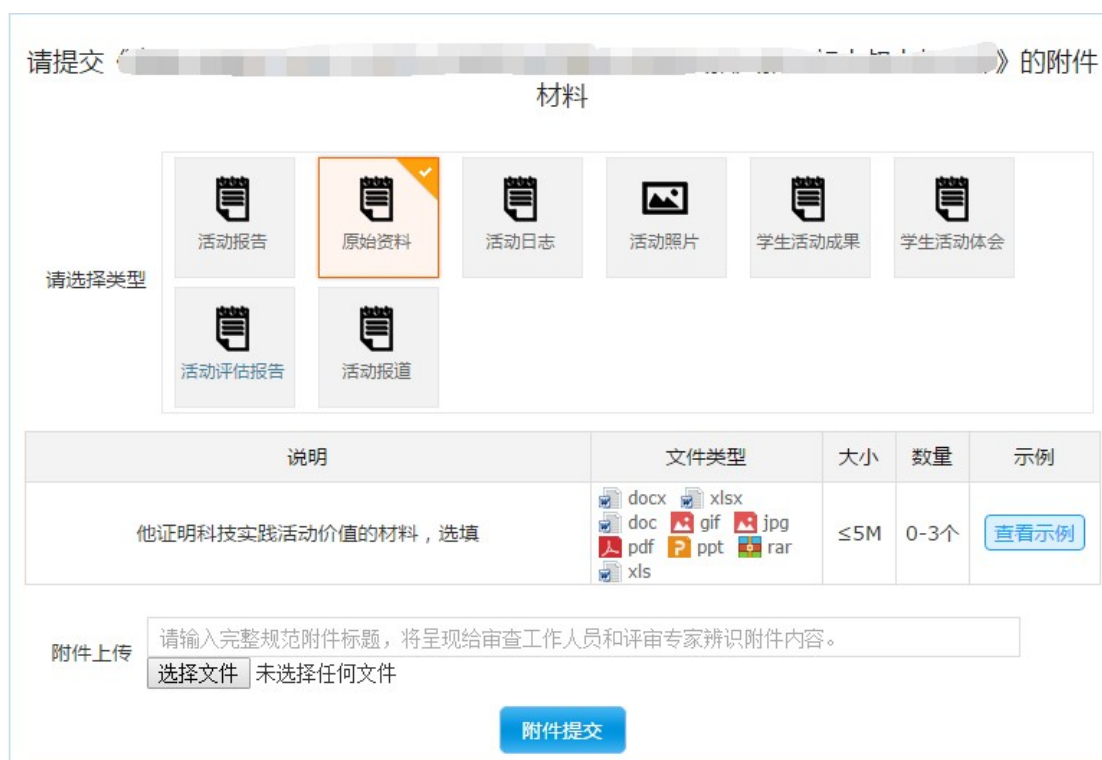 请提交《
》的附件
材料
请选择类型
活动报告 原始资料 活动日志 活动照片 学生活动成果 学生活动体会
活动评估报告 活动报道
说明 文件类型 大小 数量 示例
他证明科技实践活动价值的材料，选填
docx xlsx
doc gif jpg
pdf ppt rar
xls
≤5M 0-3个 查看示例
附件上传
请输入完整规范附件标题，将呈现给审查工作人员和评审专家辨识附件内容。
选择文件 未选择任何文件
附件提交